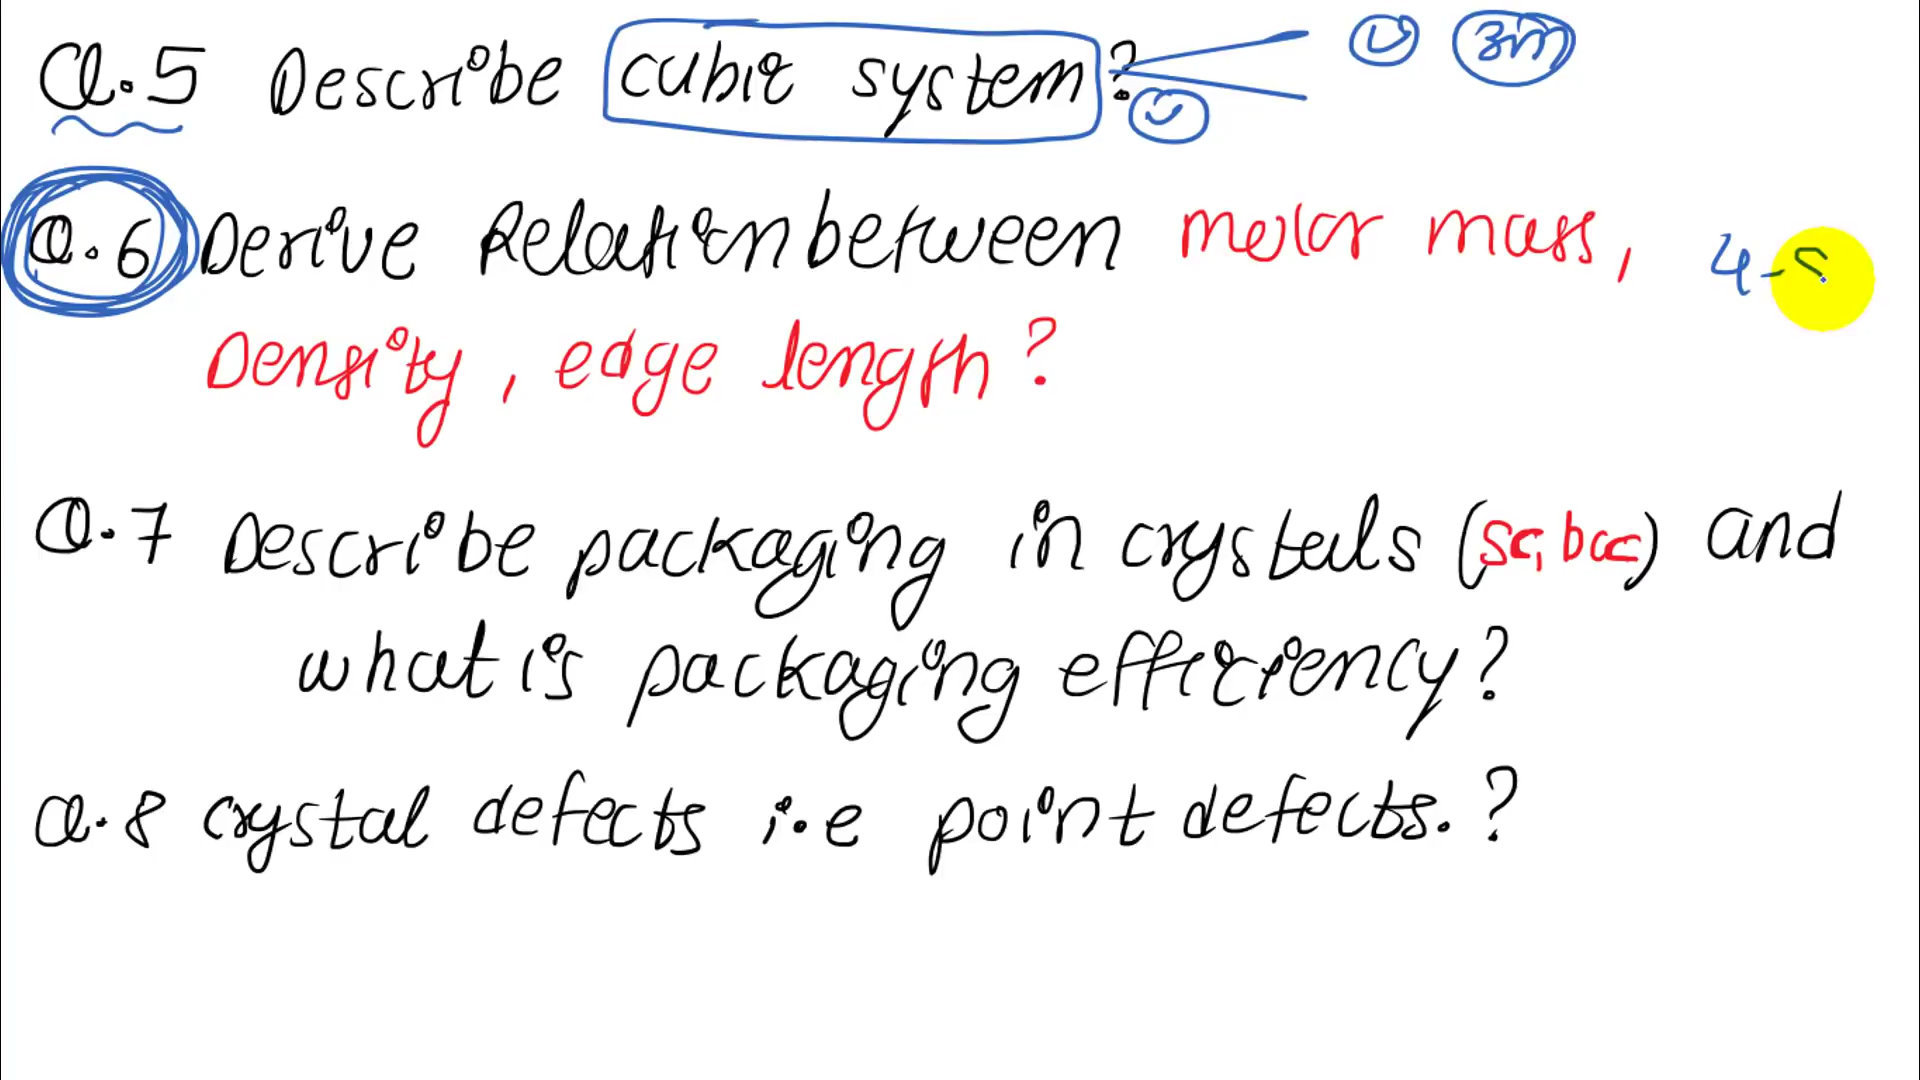 Q.5 Describe cubic system? 3m
Q.6 Derive Relation between molar mass, 4-5
Density, edge length?
Q.7 Describe packaging in crystals (sc, bcc) and
what is packaging efficiency?
Q.8 crystal defects i.e point defects.?